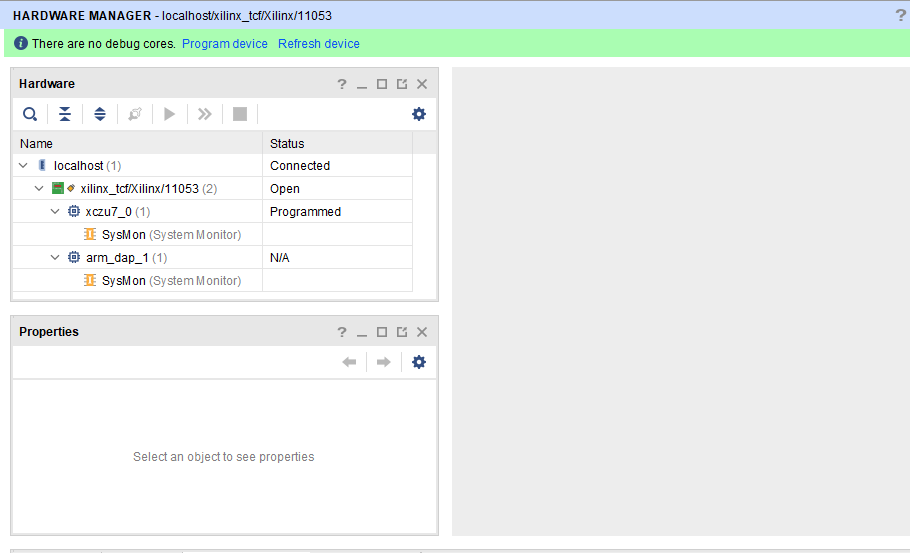 HARDWARE MANAGER - localhost/xilinx_tcf/Xilinx/11053 ?
There are no debug cores. Program device Refresh device
Hardware ?
Name Status
localhost (1) Connected
xilinx_tcf/Xilinx/11053 (2) Open
xczu7_0 (1) Programmed
SysMon (System Monitor)
arm_dap_1 (1) N/A
SysMon (System Monitor)
Properties ?
Select an object to see properties